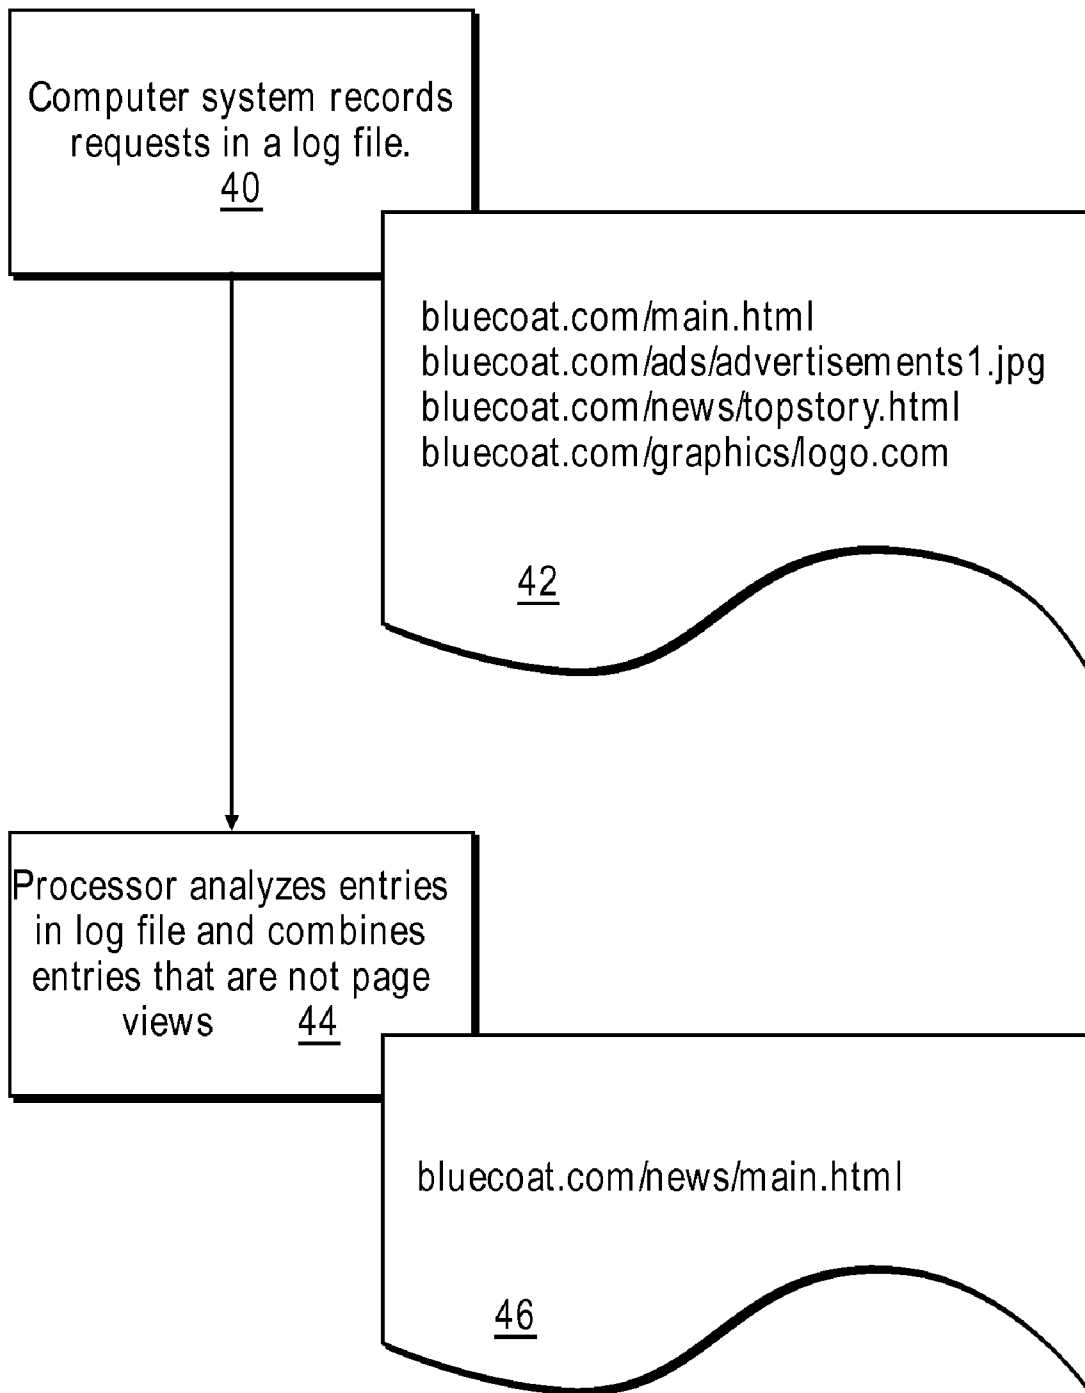 Computer system records
requests in a log file.
40
bluecoat.com/main.html
bluecoat.com/ads/advertisements1.jpg
bluecoat.com/news/topstory.html
bluecoat.com/graphics/logo.com
42
Processor analyzes entries
in log file and combines
entries that are not page
views 44
bluecoat.com/news/main.html
46